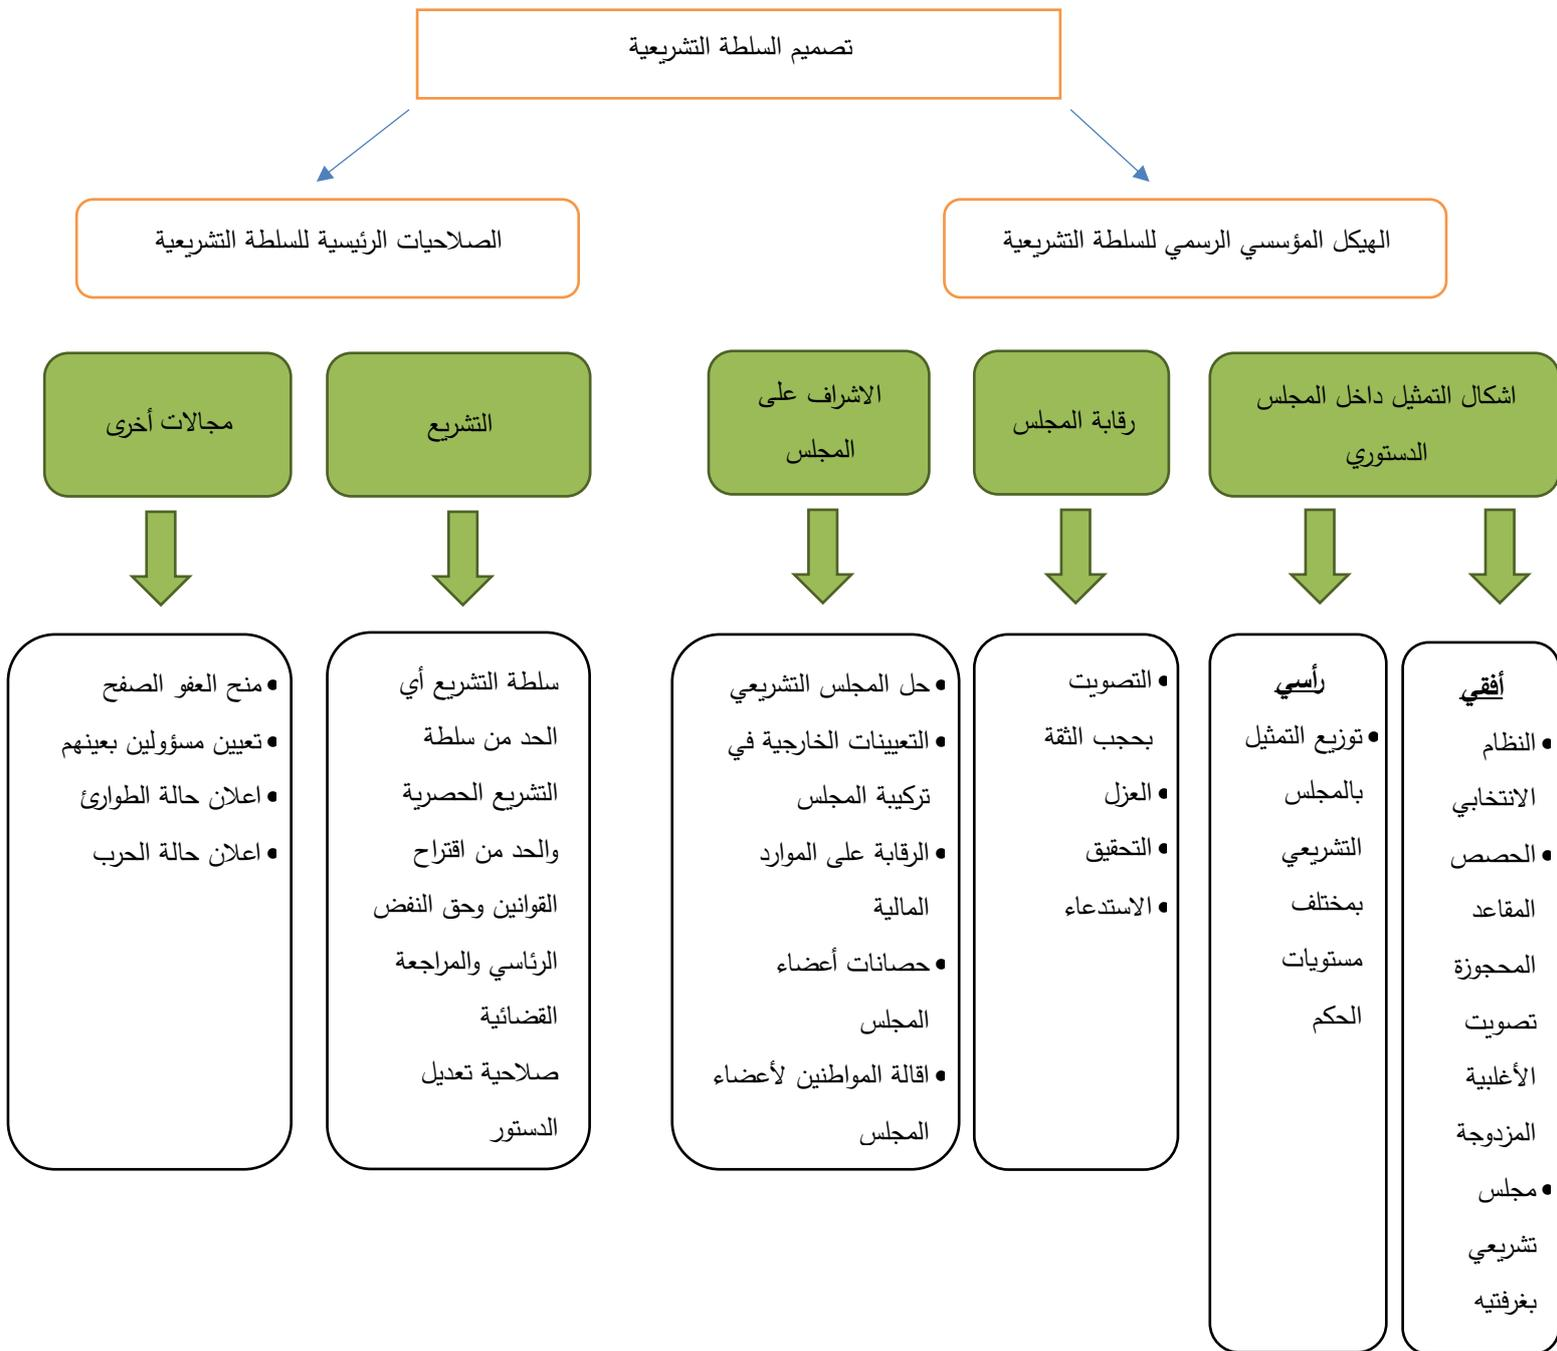 تصميم السلطة التشريعية
الهيكل المؤسسي الرسمي للسلطة التشريعية
الصلاحيات الرئيسية للسلطة التشريعية
اشكال التمثيل داخل المجلس
الدستوري
رقابة المجلس
الاشراف على
المجلس
التشريع
مجالات أخرى
أفقي
• النظام
الانتخابي
• الحصص
المقاعد
المحجوزة
تصويت
الأغلبية
المزدوجة
• مجلس
تشريعي
بغرفتيه
رأسي
• توزيع التمثيل
بالمجلس
التشريعي
بمختلف
مستويات
الحكم
• التصويت
بحجب الثقة
• العزل
• التحقيق
• الاستدعاء
• حل المجلس التشريعي
• التعيينات الخارجية في
تركيبة المجلس
• الرقابة على الموارد
المالية
• حصانات أعضاء
المجلس
• اقالة المواطنين لأعضاء
المجلس
سلطة التشريع أي
الحد من سلطة
التشريع الحصرية
والحد من اقتراح
القوانين وحق النفض
الرئاسي والمراجعة
القضائية
صلاحية تعديل
الدستور
• منح العفو الصفح
• تعيين مسؤولين بعينهم
• اعلان حالة الطوارئ
• اعلان حالة الحرب